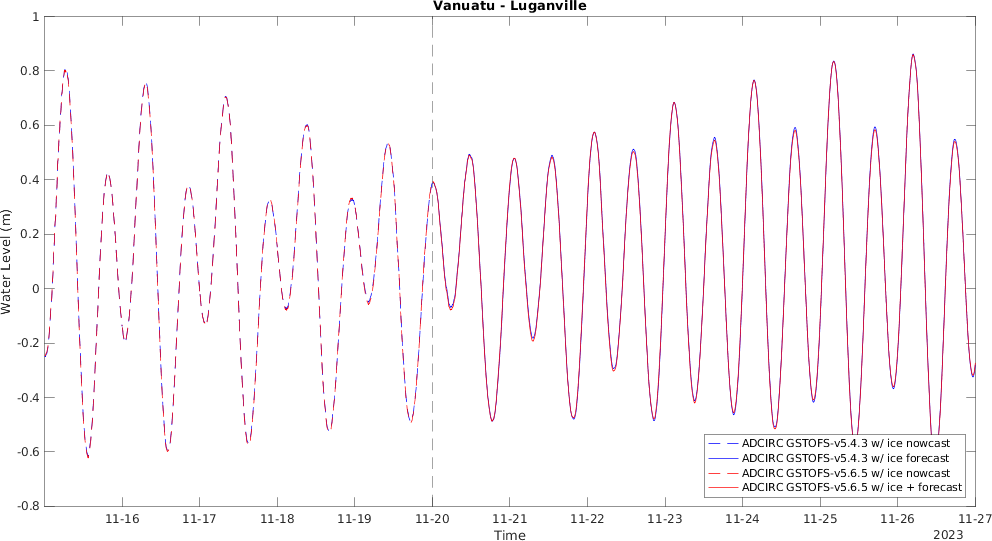 Vanuatu - Luganville
1
0.8
0.6
0.4
0.2
0
-0.2
-0.4
-0.6
-0.8
Water Level (m)
ADCIRC GSTOFS-v5.4.3 w/ ice nowcast
ADCIRC GSTOFS-v5.4.3 w/ ice forecast
ADCIRC GSTOFS-v5.6.5 w/ ice nowcast
ADCIRC GSTOFS-v5.6.5 w/ ice + forecast
11-16 11-17 11-18 11-19 11-20 11-21 11-22 11-23 11-24 11-25 11-26 11-27
Time
2023